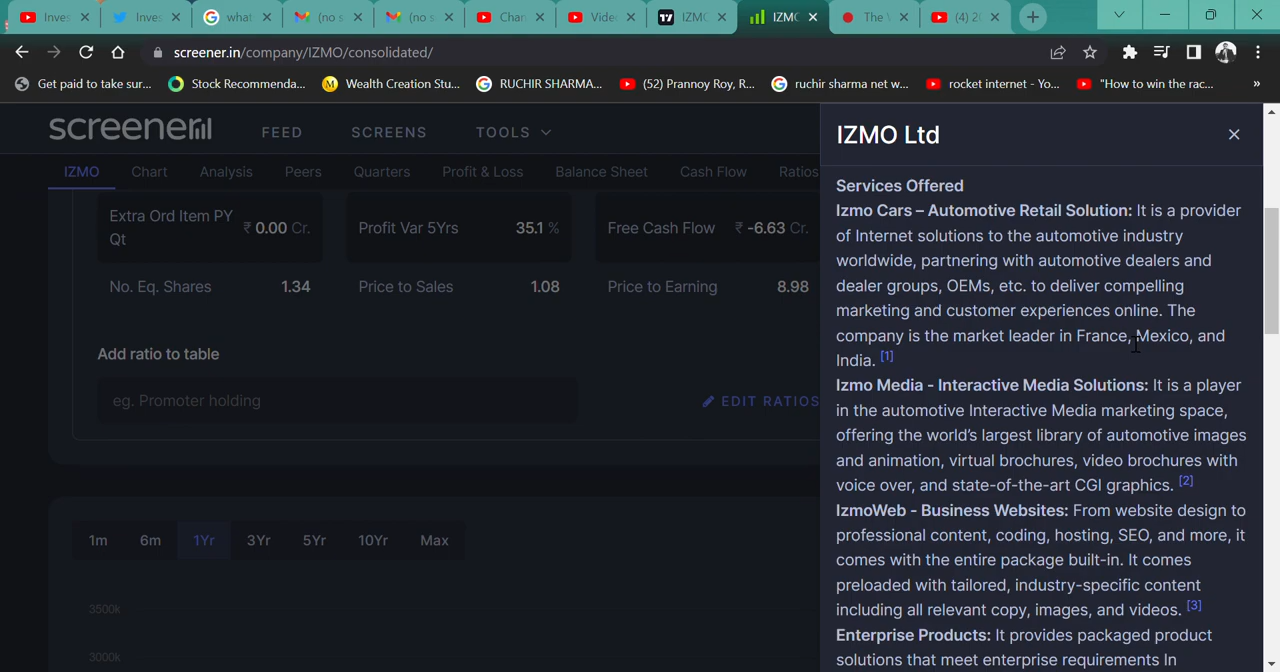 Inves
Inves
what
(no s
(no s
Chan
Vide
IZMO
IZMO
The V
(4) 20
screener.in/company/IZMO/consolidated/
Get paid to take sur...
Stock Recommenda...
Wealth Creation Stu...
RUCHIR SHARMA...
(52) Prannoy Roy, R...
ruchir sharma net w...
rocket internet - Yo...
"How to win the rac...
»
screener
FEED
SCREENS
TOOLS
IZMO
Chart
Analysis
Peers
Quarters
Profit & Loss
Balance Sheet
Cash Flow
Ratios
Extra Ord Item PY
Qt
₹ 0.00 Cr.
Profit Var 5Yrs
35.1 %
Free Cash Flow
₹ -6.63 Cr.
No. Eq. Shares
1.34
Price to Sales
1.08
Price to Earning
8.98
Add ratio to table
eg. Promoter holding
EDIT RATIOS
1m
6m
1Yr
3Yr
5Yr
10Yr
Max
3500k
3000k
IZMO Ltd
Services Offered
Izmo Cars – Automotive Retail Solution: It is a provider
of Internet solutions to the automotive industry
worldwide, partnering with automotive dealers and
dealer groups, OEMs, etc. to deliver compelling
marketing and customer experiences online. The
company is the market leader in France, Mexico, and
India. [1]
Izmo Media - Interactive Media Solutions: It is a player
in the automotive Interactive Media marketing space,
offering the world's largest library of automotive images
and animation, virtual brochures, video brochures with
voice over, and state-of-the-art CGI graphics. [2]
IzmoWeb - Business Websites: From website design to
professional content, coding, hosting, SEO, and more, it
comes with the entire package built-in. It comes
preloaded with tailored, industry-specific content
including all relevant copy, images, and videos. [3]
Enterprise Products: It provides packaged product
solutions that meet enterprise requirements In